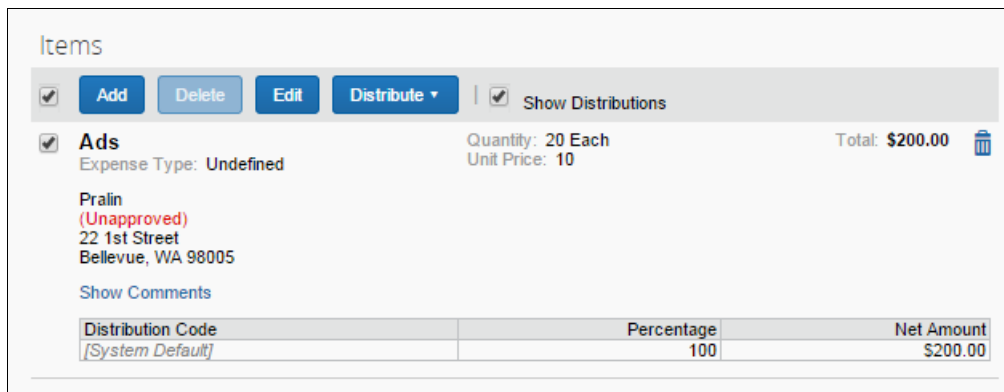 Items
Add Delete Edit Distribute Show Distributions
Ads Quantity: 20 Each Total: $200.00
Expense Type: Undefined Unit Price: 10
Pralin
(Unapproved)
22 1st Street
Bellevue, WA 98005
Show Comments
Distribution Code Percentage Net Amount
[System Default] 100 $200.00